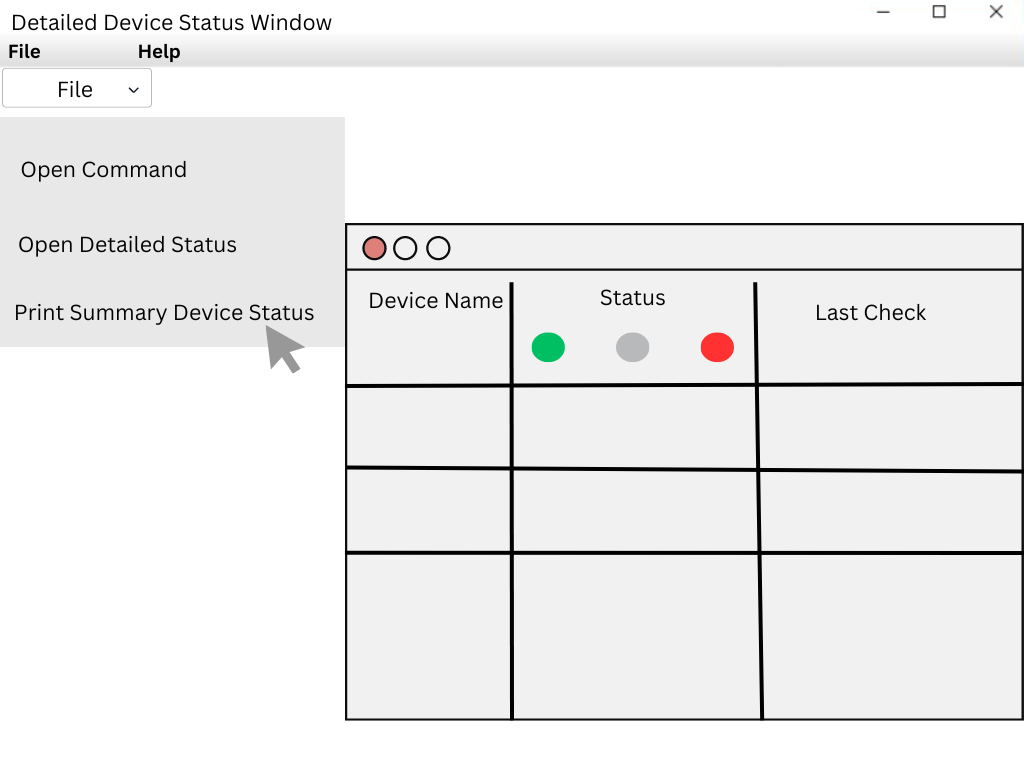 Detailed Device Status Window
File Help
File
Open Command
Open Detailed Status
Print Summary Device Status
Device Name Status Last Check